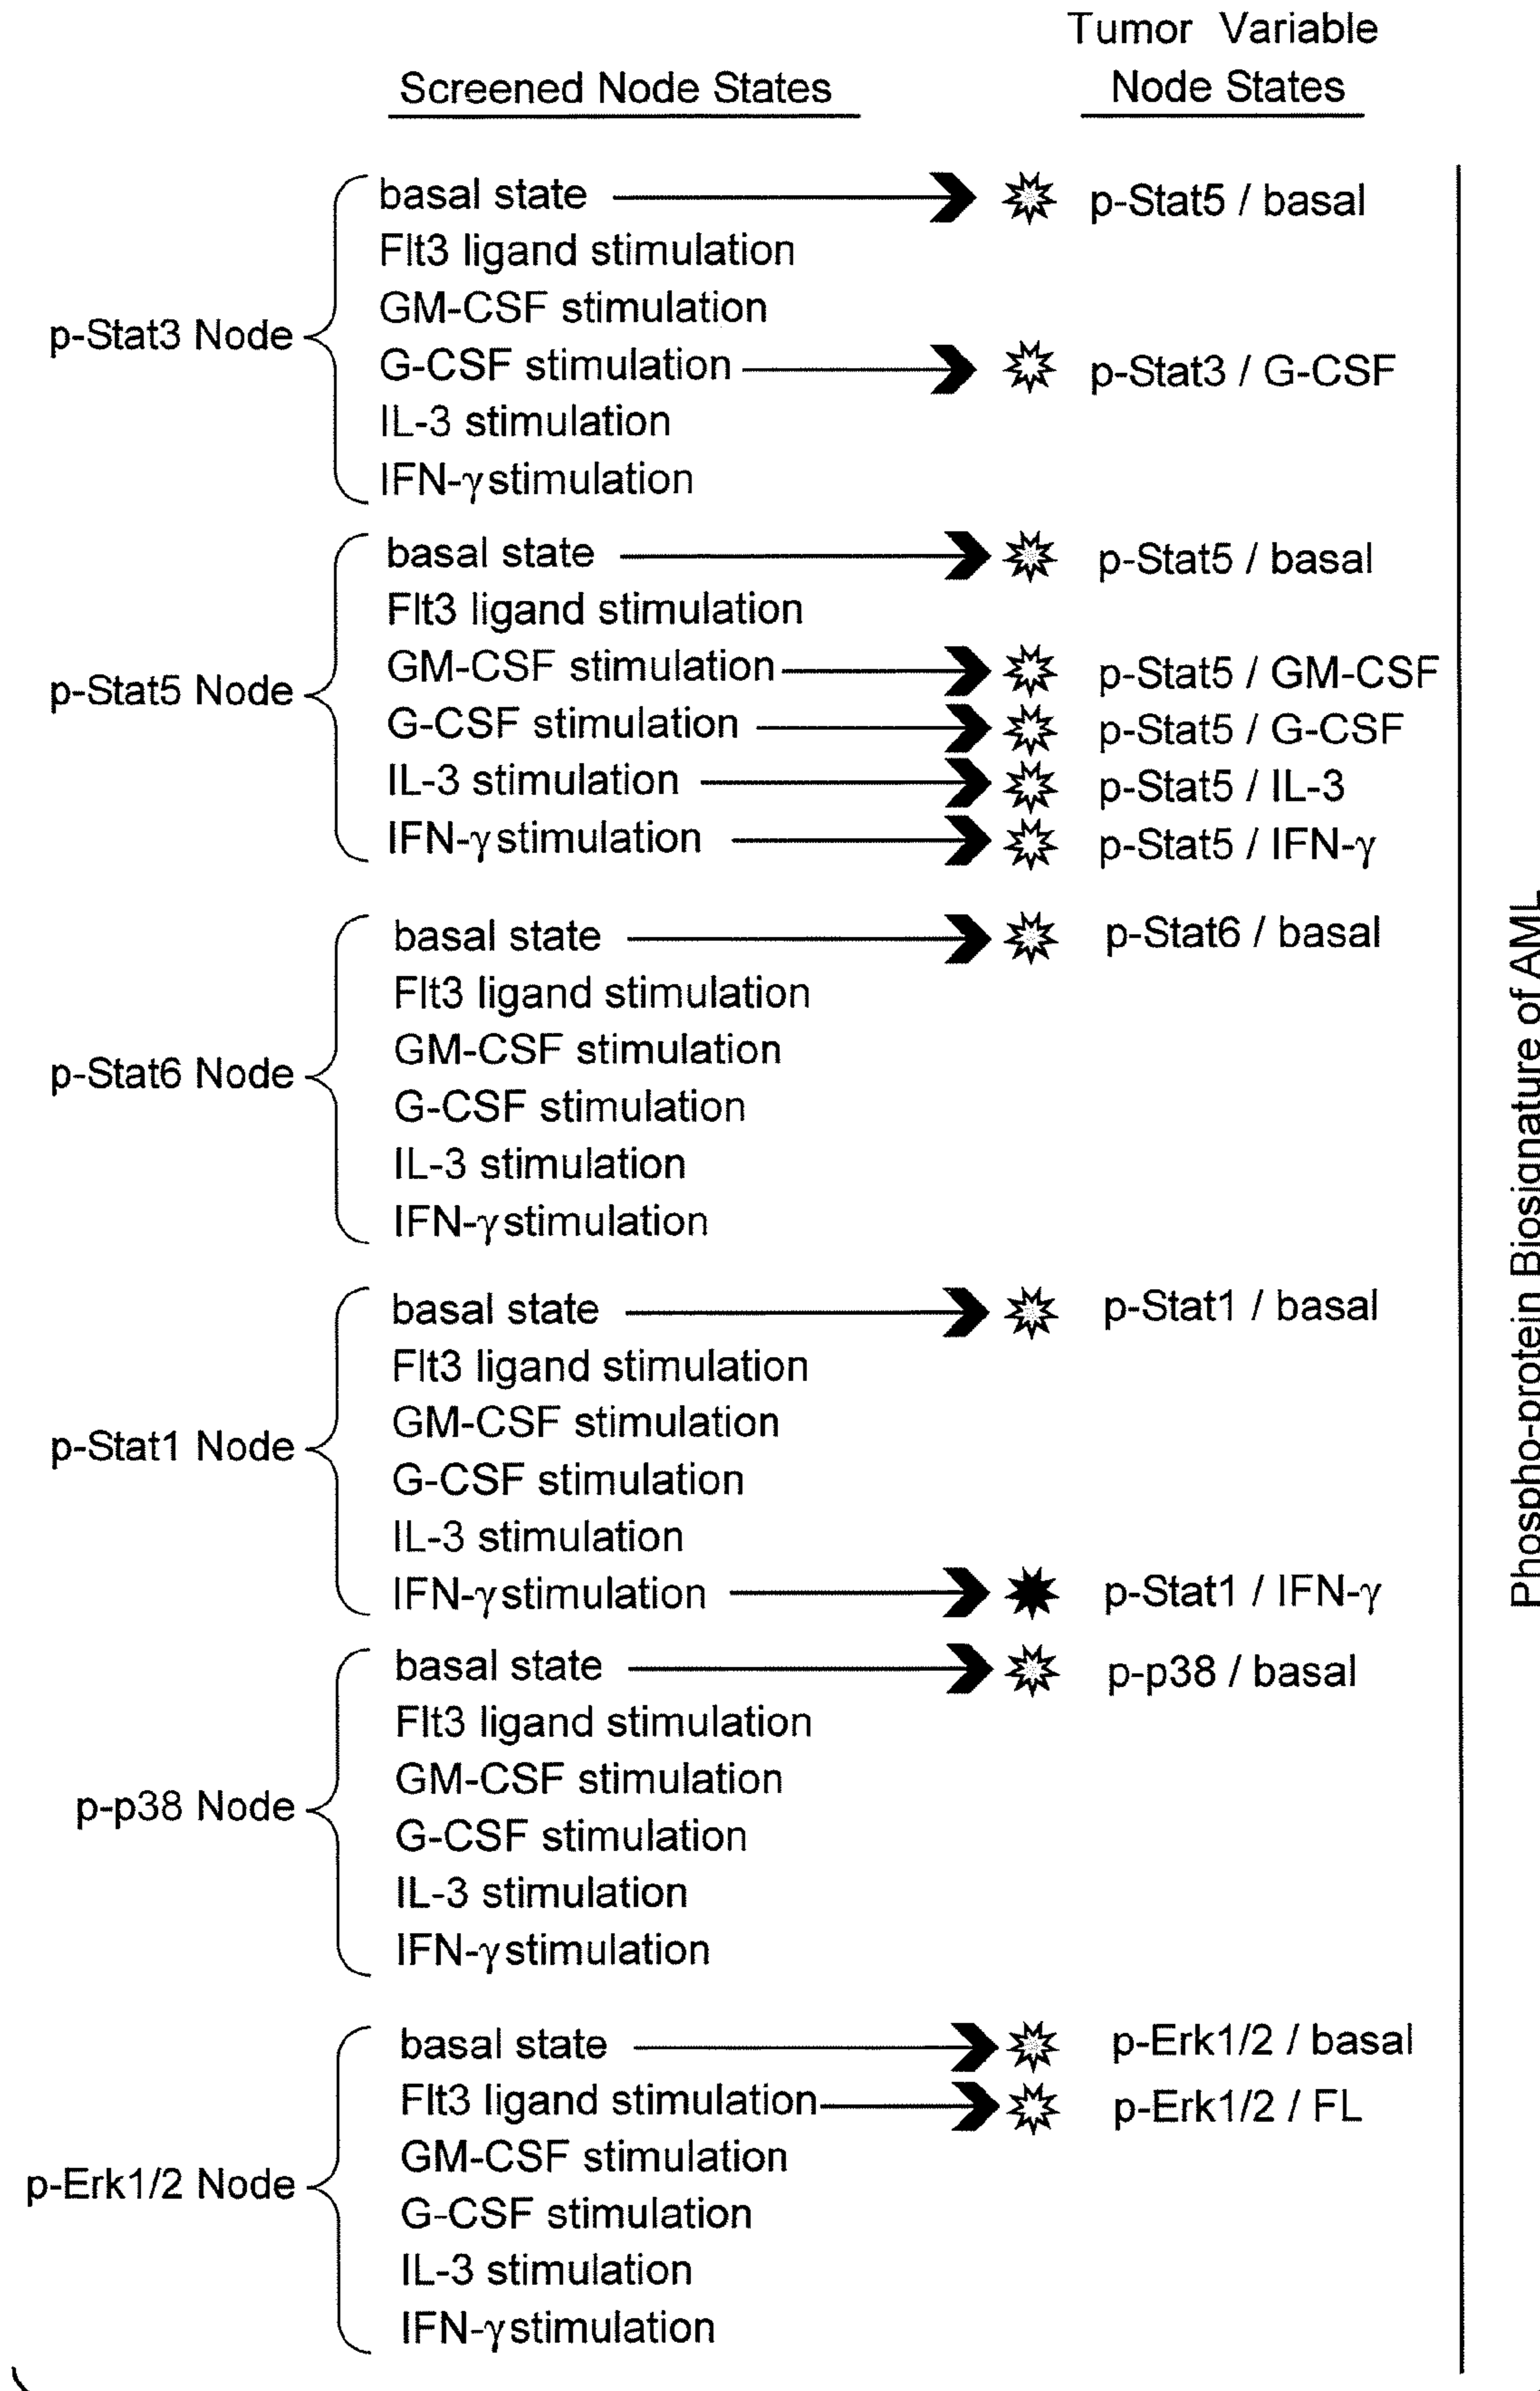 Tumor Variable
Screened Node States Node States
basal state p-Stat5 / basal
Flt3 ligand stimulation
GM-CSF stimulation
p-Stat3 Node
G-CSF stimulation p-Stat3 / G-CSF
IL-3 stimulation
IFN-γ stimulation
basal state p-Stat5 / basal
Flt3 ligand stimulation
GM-CSF stimulation p-Stat5 / GM-CSF
p-Stat5 Node
G-CSF stimulation p-Stat5 / G-CSF
IL-3 stimulation p-Stat5 / IL-3
IFN-γ stimulation p-Stat5 / IFN-γ
basal state p-Stat6 / basal
Flt3 ligand stimulation
GM-CSF stimulation
p-Stat6 Node
G-CSF stimulation
IL-3 stimulation
IFN-γ stimulation
basal state p-Stat1 / basal
Flt3 ligand stimulation
GM-CSF stimulation
p-Stat1 Node
G-CSF stimulation
IL-3 stimulation
IFN-γ stimulation p-Stat1 / IFN-γ
basal state p-p38 / basal
Flt3 ligand stimulation
GM-CSF stimulation
p-p38 Node
G-CSF stimulation
IL-3 stimulation
IFN-γ stimulation
basal state p-Erk1/2 / basal
Flt3 ligand stimulation p-Erk1/2 / FL
GM-CSF stimulation
p-Erk1/2 Node
G-CSF stimulation
IL-3 stimulation
IFN-γ stimulation
Phospho-protein Biosignature of AML